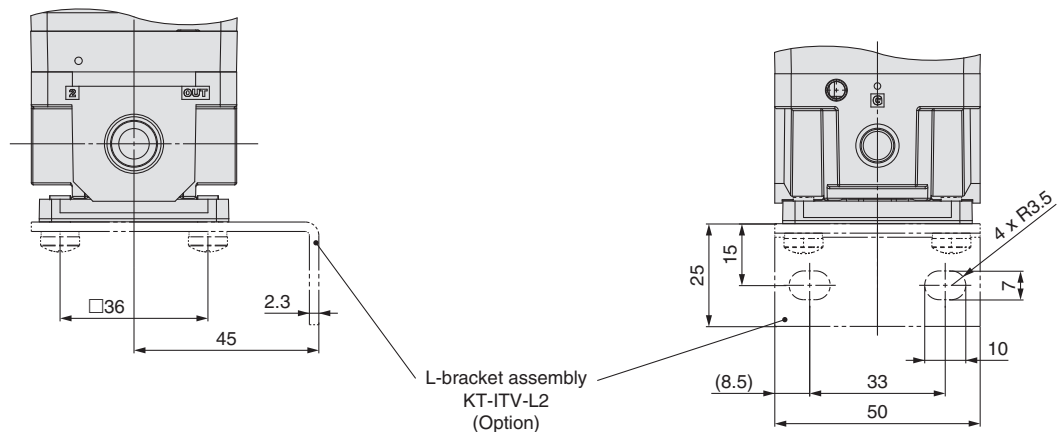 2
OUT
□36
2.3
45
L-bracket assembly
KT-ITV-L2
(Option)
G
4 x R3.5
25
15
7
10
(8.5)
33
50